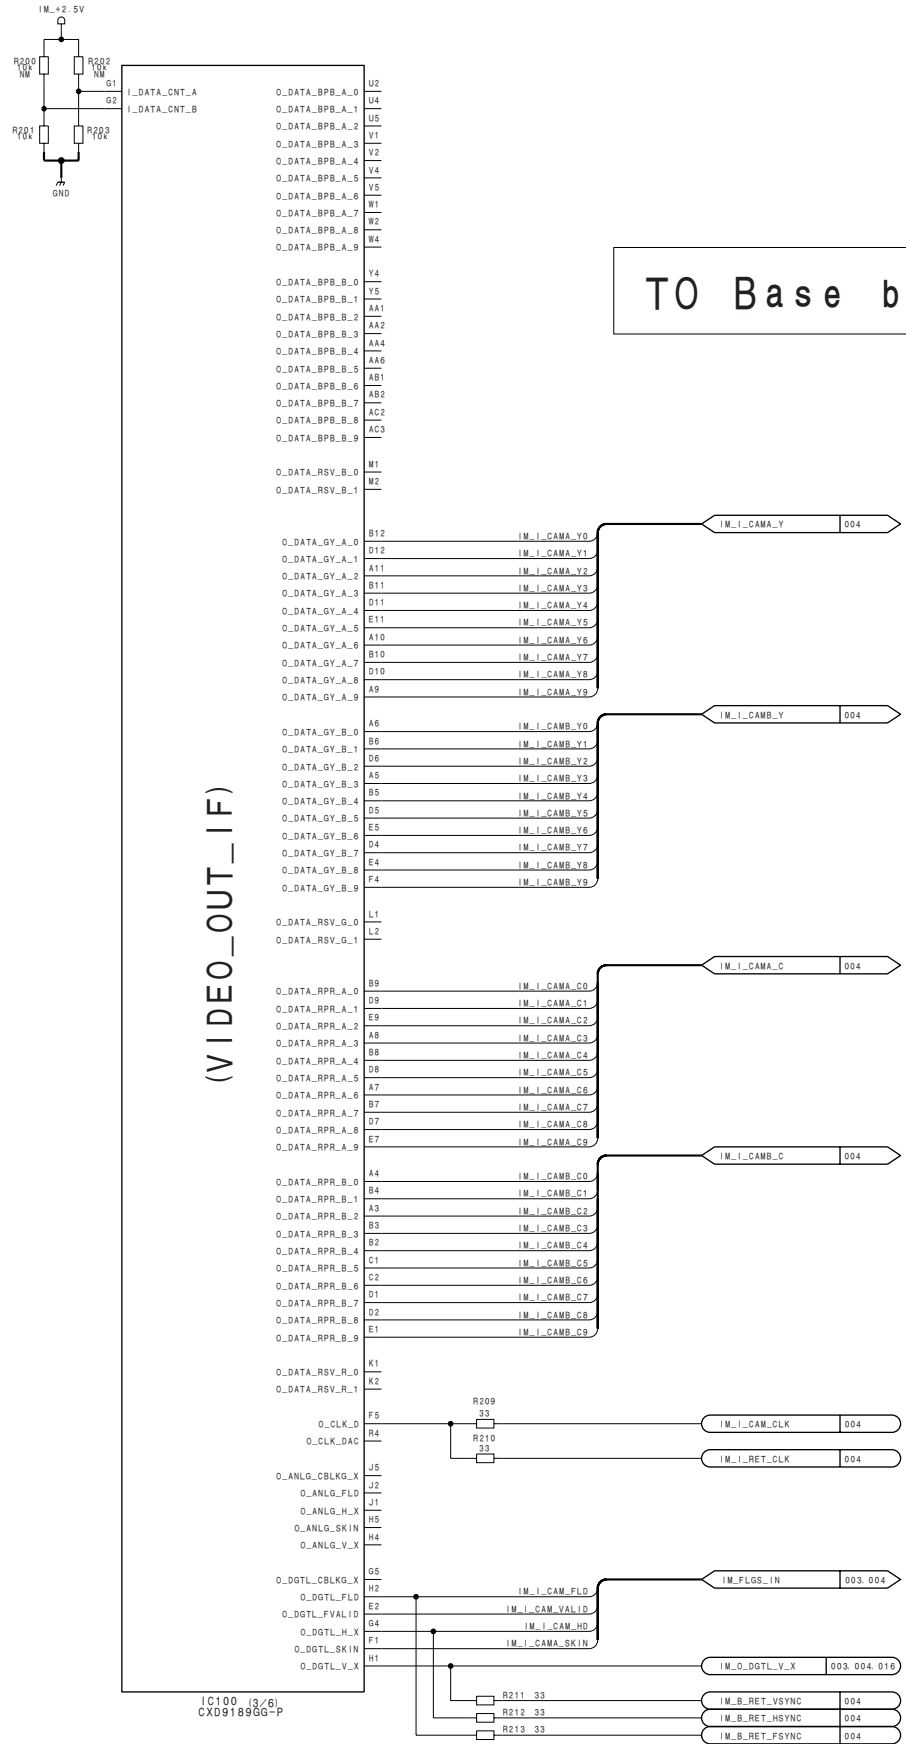 IM_+2.5V
R200 10k NM
R202 10k NM
G1 I_DATA_CNT_A
G2 I_DATA_CNT_B
R201 10k
R203 10k
GND
O_DATA_BPB_A_0 U2
O_DATA_BPB_A_1 U4
O_DATA_BPB_A_2 U5
O_DATA_BPB_A_3 V1
O_DATA_BPB_A_4 V2
O_DATA_BPB_A_5 V4
O_DATA_BPB_A_6 V5
O_DATA_BPB_A_7 W1
O_DATA_BPB_A_8 W2
O_DATA_BPB_A_9 W4
O_DATA_BPB_B_0 Y4
O_DATA_BPB_B_1 Y5
O_DATA_BPB_B_2 AA1
O_DATA_BPB_B_3 AA2
O_DATA_BPB_B_4 AA4
O_DATA_BPB_B_5 AA6
O_DATA_BPB_B_6 AB1
O_DATA_BPB_B_7 AB2
O_DATA_BPB_B_8 AC2
O_DATA_BPB_B_9 AC3
TO Base b
O_DATA_RSV_B_0 M1
O_DATA_RSV_B_1 M2
IM_I_CAMA_Y 004
O_DATA_GY_A_0 B12 IM_I_CAMA_Y0
O_DATA_GY_A_1 D12 IM_I_CAMA_Y1
O_DATA_GY_A_2 A11 IM_I_CAMA_Y2
O_DATA_GY_A_3 B11 IM_I_CAMA_Y3
O_DATA_GY_A_4 D11 IM_I_CAMA_Y4
O_DATA_GY_A_5 E11 IM_I_CAMA_Y5
O_DATA_GY_A_6 A10 IM_I_CAMA_Y6
O_DATA_GY_A_7 B10 IM_I_CAMA_Y7
O_DATA_GY_A_8 D10 IM_I_CAMA_Y8
O_DATA_GY_A_9 A9 IM_I_CAMA_Y9
IM_I_CAMB_Y 004
O_DATA_GY_B_0 A6 IM_I_CAMB_Y0
O_DATA_GY_B_1 B6 IM_I_CAMB_Y1
O_DATA_GY_B_2 D6 IM_I_CAMB_Y2
O_DATA_GY_B_3 A5 IM_I_CAMB_Y3
O_DATA_GY_B_4 B5 IM_I_CAMB_Y4
O_DATA_GY_B_5 D5 IM_I_CAMB_Y5
O_DATA_GY_B_6 E5 IM_I_CAMB_Y6
O_DATA_GY_B_7 D4 IM_I_CAMB_Y7
O_DATA_GY_B_8 E4 IM_I_CAMB_Y8
O_DATA_GY_B_9 F4 IM_I_CAMB_Y9
(VIDEO_OUT_IF)
O_DATA_RSV_G_0 L1
O_DATA_RSV_G_1 L2
IM_I_CAMA_C 004
O_DATA_RPR_A_0 B9 IM_I_CAMA_C0
O_DATA_RPR_A_1 D9 IM_I_CAMA_C1
O_DATA_RPR_A_2 E9 IM_I_CAMA_C2
O_DATA_RPR_A_3 A8 IM_I_CAMA_C3
O_DATA_RPR_A_4 B8 IM_I_CAMA_C4
O_DATA_RPR_A_5 D8 IM_I_CAMA_C5
O_DATA_RPR_A_6 A7 IM_I_CAMA_C6
O_DATA_RPR_A_7 B7 IM_I_CAMA_C7
O_DATA_RPR_A_8 D7 IM_I_CAMA_C8
O_DATA_RPR_A_9 E7 IM_I_CAMA_C9
IM_I_CAMB_C 004
O_DATA_RPR_B_0 A4 IM_I_CAMB_C0
O_DATA_RPR_B_1 B4 IM_I_CAMB_C1
O_DATA_RPR_B_2 A3 IM_I_CAMB_C2
O_DATA_RPR_B_3 B3 IM_I_CAMB_C3
O_DATA_RPR_B_4 B2 IM_I_CAMB_C4
O_DATA_RPR_B_5 C1 IM_I_CAMB_C5
O_DATA_RPR_B_6 C2 IM_I_CAMB_C6
O_DATA_RPR_B_7 D1 IM_I_CAMB_C7
O_DATA_RPR_B_8 D2 IM_I_CAMB_C8
O_DATA_RPR_B_9 E1 IM_I_CAMB_C9
O_DATA_RSV_R_0 K1
O_DATA_RSV_R_1 K2
O_CLK_D F5 R209 33 IM_I_CAM_CLK 004
O_CLK_DAC R4
R210 33 IM_I_RET_CLK 004
O_ANLG_CBLKG_X J5
O_ANLG_FLD J2
O_ANLG_H_X J1
O_ANLG_SKIN H5
O_ANLG_V_X H4
O_DGTL_CBLKG_X G5
IM_FLGS_IN 003.004
O_DGTL_FLD H2 IM_I_CAM_FLD
O_DGTL_FVALID E2 IM_I_CAM_VALID
O_DGTL_H_X G4 IM_I_CAM_HD
O_DGTL_SKIN F1 IM_I_CAMA_SKIN
O_DGTL_V_X H1 IM_O_DGTL_V_X 003.004.016
R211 33 IM_B_RET_VSYNC 004
R212 33 IM_B_RET_HSYNC 004
R213 33 IM_B_RET_FSYNC 004
IC100 (3/6)
CXD9189GG-P